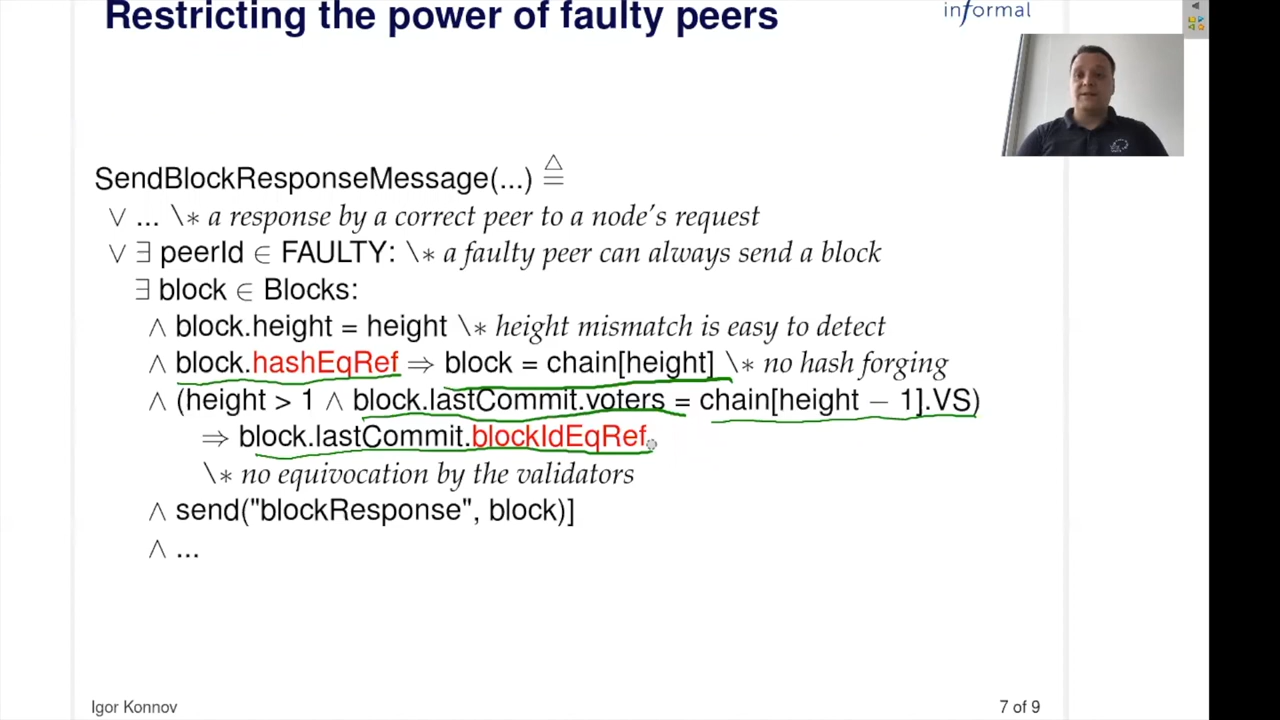 Restricting the power of faulty peers
informal
SendBlockResponseMessage(...) ≜
∨ ... \* a response by a correct peer to a node's request
∨ ∃ peerId ∈ FAULTY: \* a faulty peer can always send a block
∃ block ∈ Blocks:
∧ block.height = height \* height mismatch is easy to detect
∧ block.hashEqRef ⇒ block = chain[height] \* no hash forging
∧ (height > 1 ∧ block.lastCommit.voters = chain[height − 1].VS)
⇒ block.lastCommit.blockIdEqRef
\* no equivocation by the validators
∧ send("blockResponse", block)]
∧ ...
Igor Konnov
7 of 9